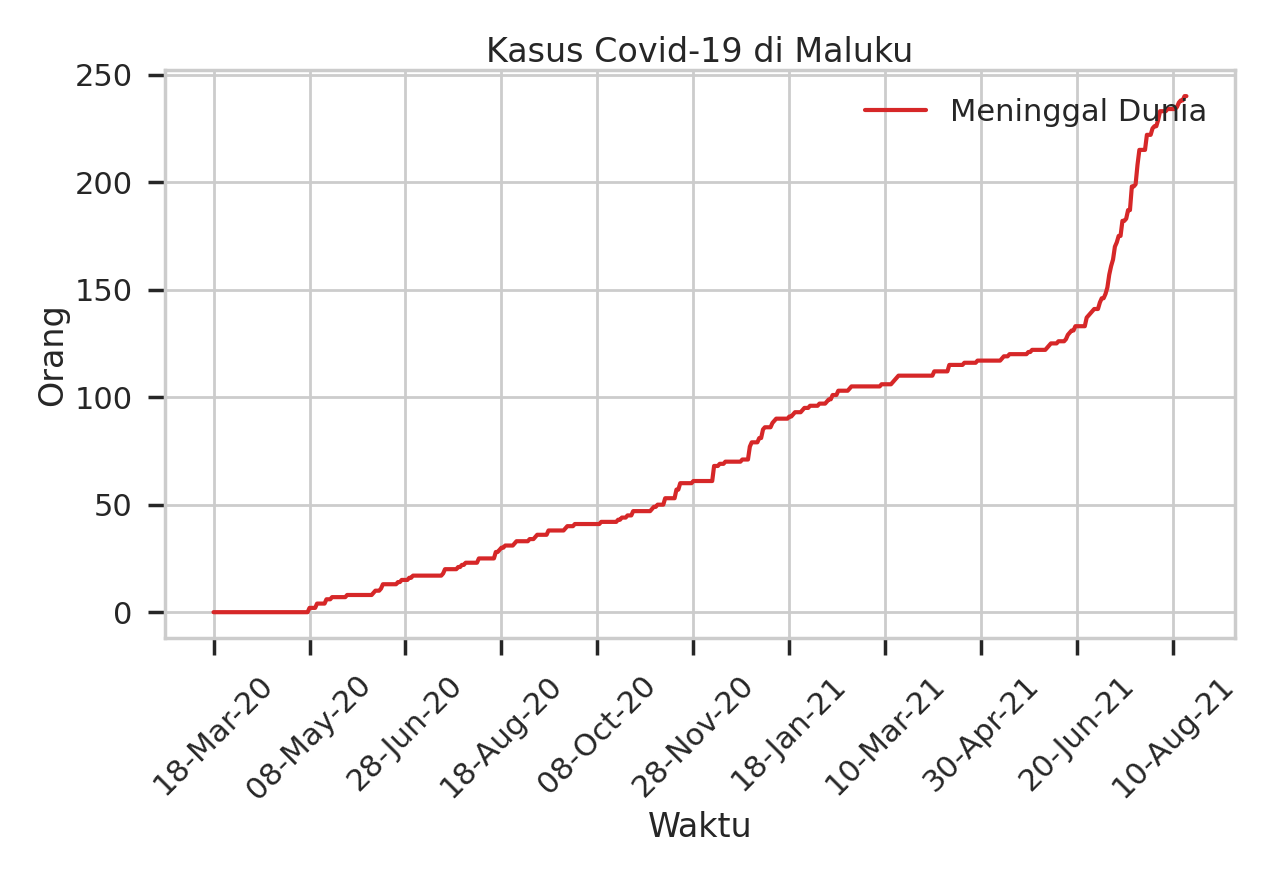 Kasus Covid-19 di Maluku
Meninggal Dunia
Orang
250
200
150
100
50
0
18-Mar-20
08-May-20
28-Jun-20
18-Aug-20
08-Oct-20
28-Nov-20
18-Jan-21
10-Mar-21
30-Apr-21
20-Jun-21
10-Aug-21
Waktu